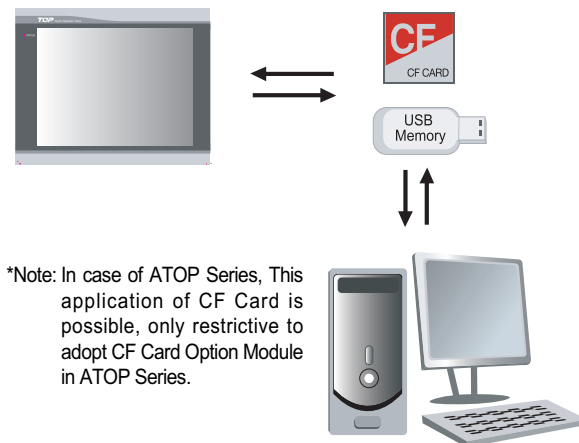 TOP
CF
CF CARD
USB
Memory
*Note: In case of ATOP Series, This
application of CF Card is
possible, only restrictive to
adopt CF Card Option Module
in ATOP Series.